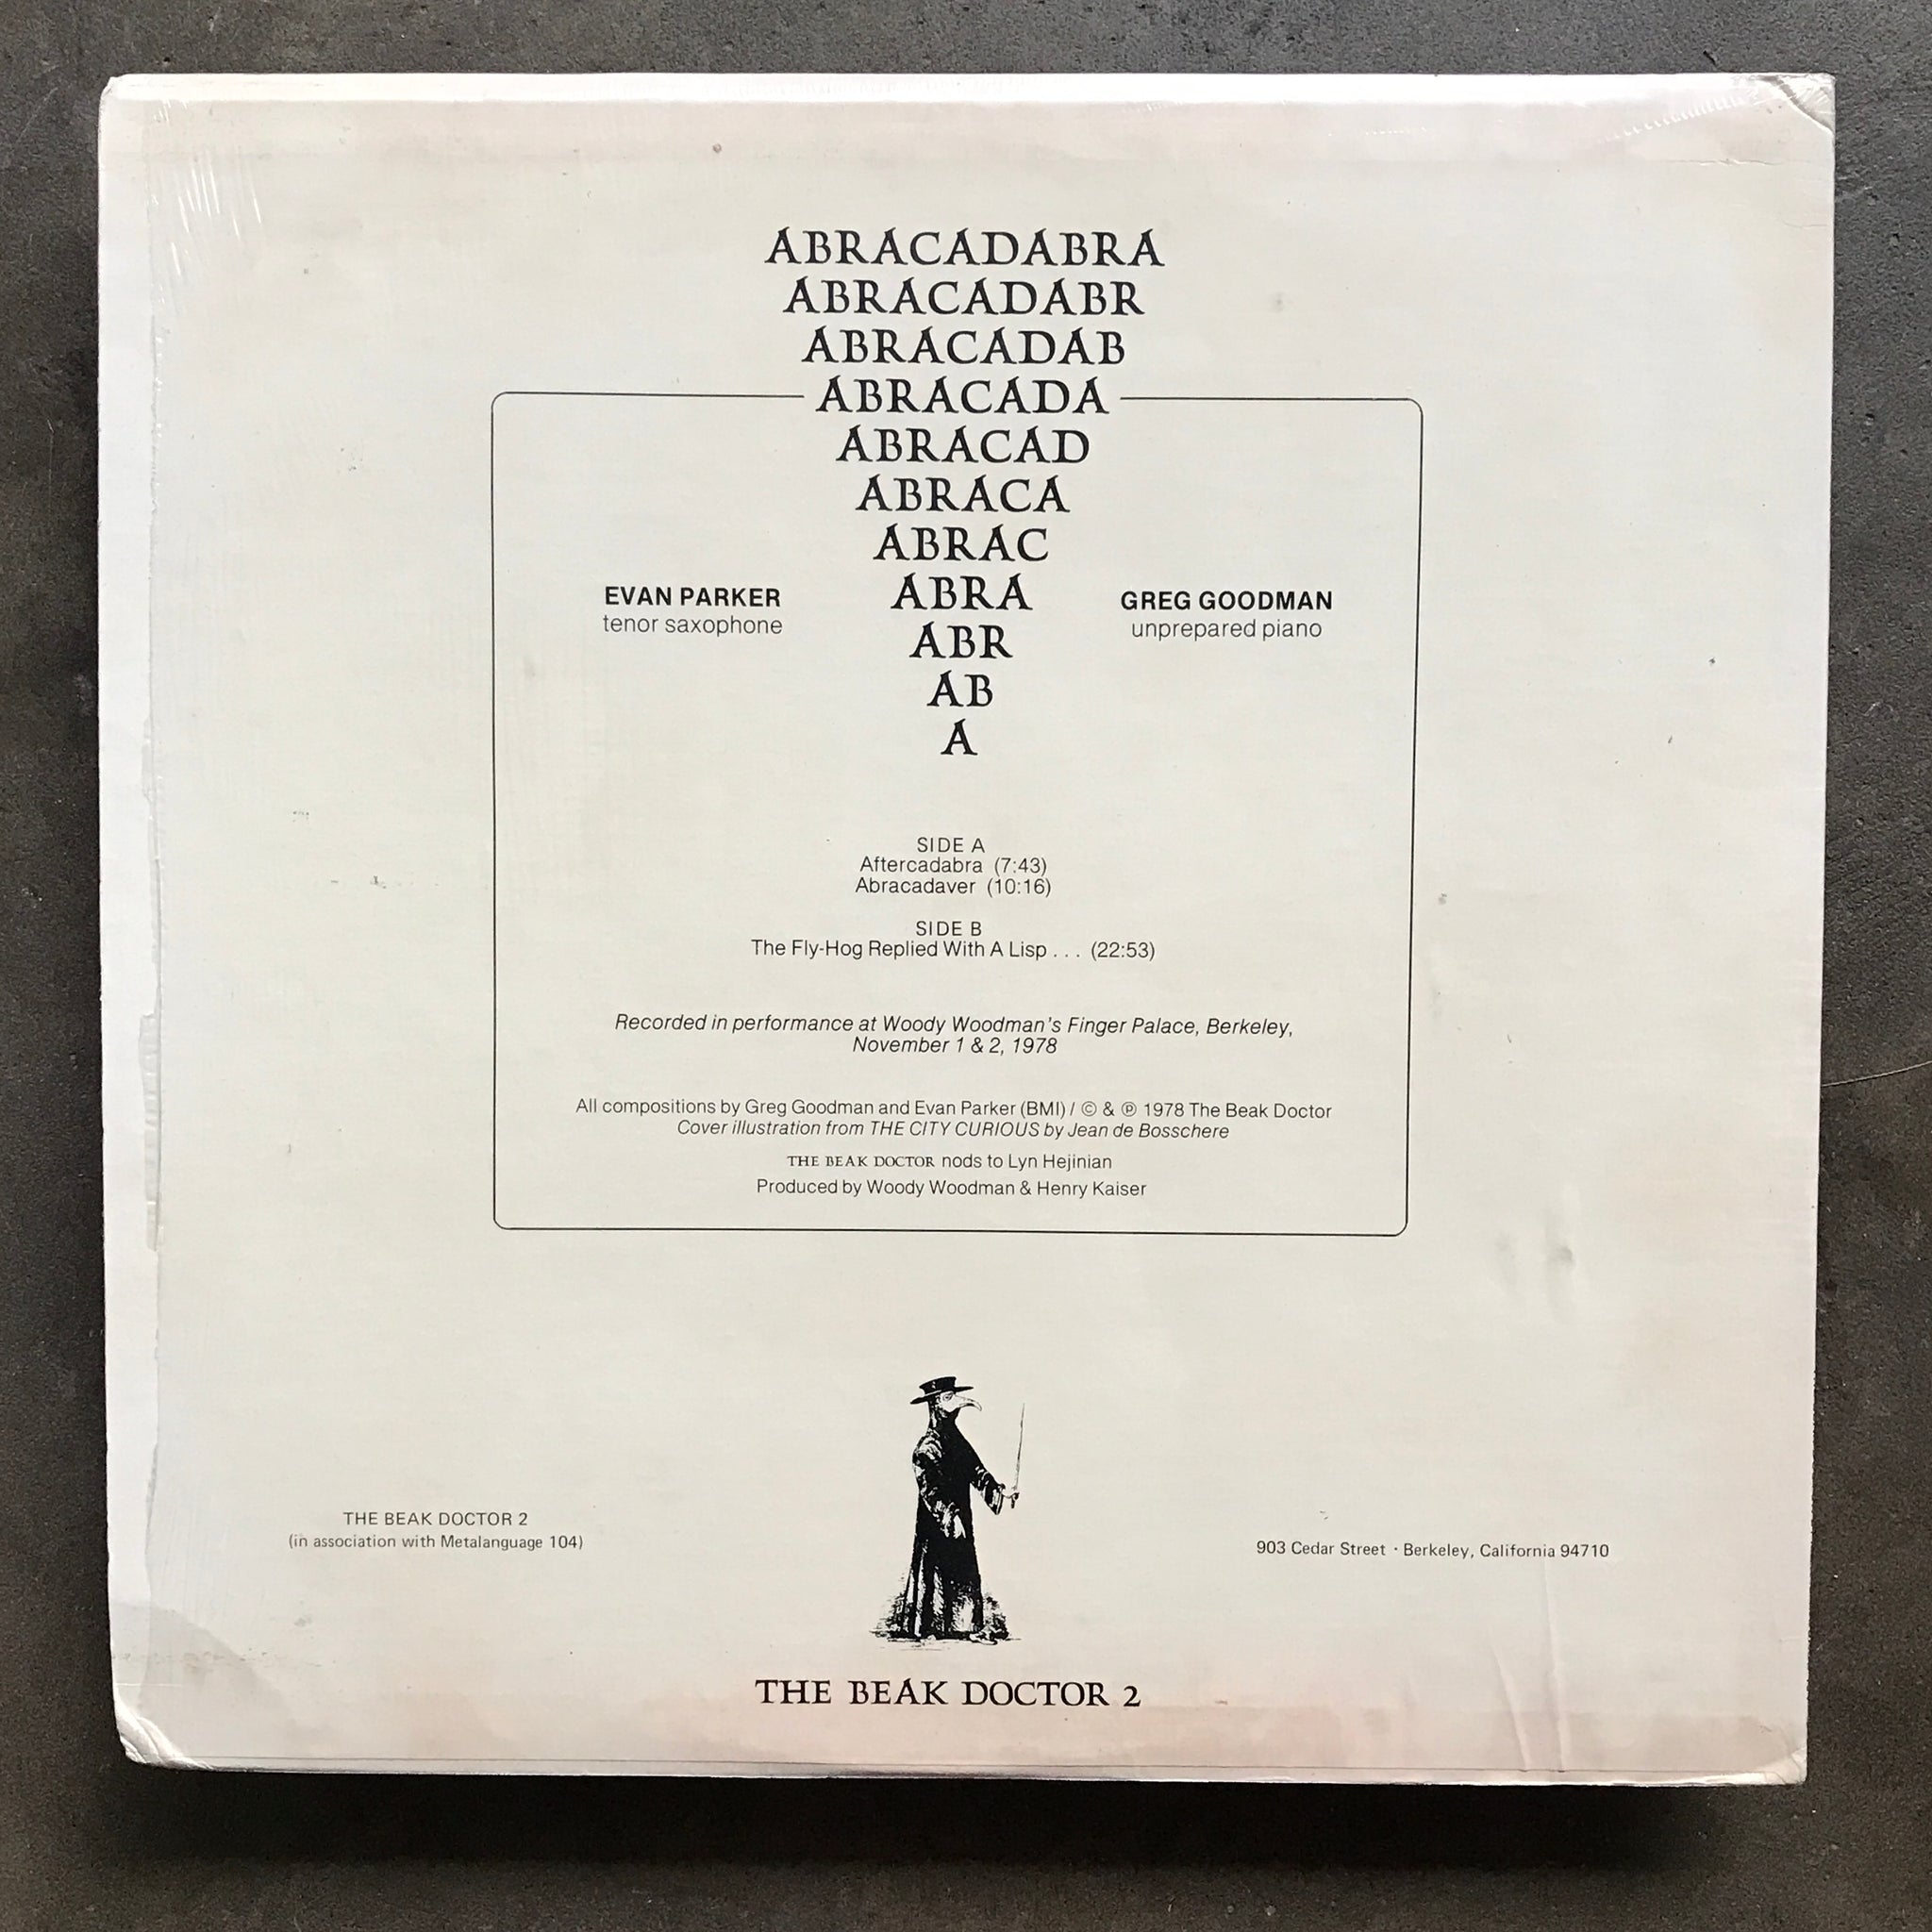 ABRACADABRA
ABRACADABR
ABRACADAB
ABRACADA
ABRACAD
ABRACA
ABRAC
ABRA
ABR
AB
A
EVAN PARKER
tenor saxophone
GREG GOODMAN
unprepared piano
SIDE A
Aftercadabra (7:43)
Abracadaver (10:16)
SIDE B
The Fly-Hog Replied With A Lisp . . . (22:53)
Recorded in performance at Woody Woodman's Finger Palace, Berkeley,
November 1 & 2, 1978
All compositions by Greg Goodman and Evan Parker (BMI) / © & ℗ 1978 The Beak Doctor
Cover illustration from THE CITY CURIOUS by Jean de Bosschere
THE BEAK DOCTOR nods to Lyn Hejinian
Produced by Woody Woodman & Henry Kaiser
THE BEAK DOCTOR 2
(in association with Metalanguage 104)
903 Cedar Street · Berkeley, California 94710
THE BEAK DOCTOR 2